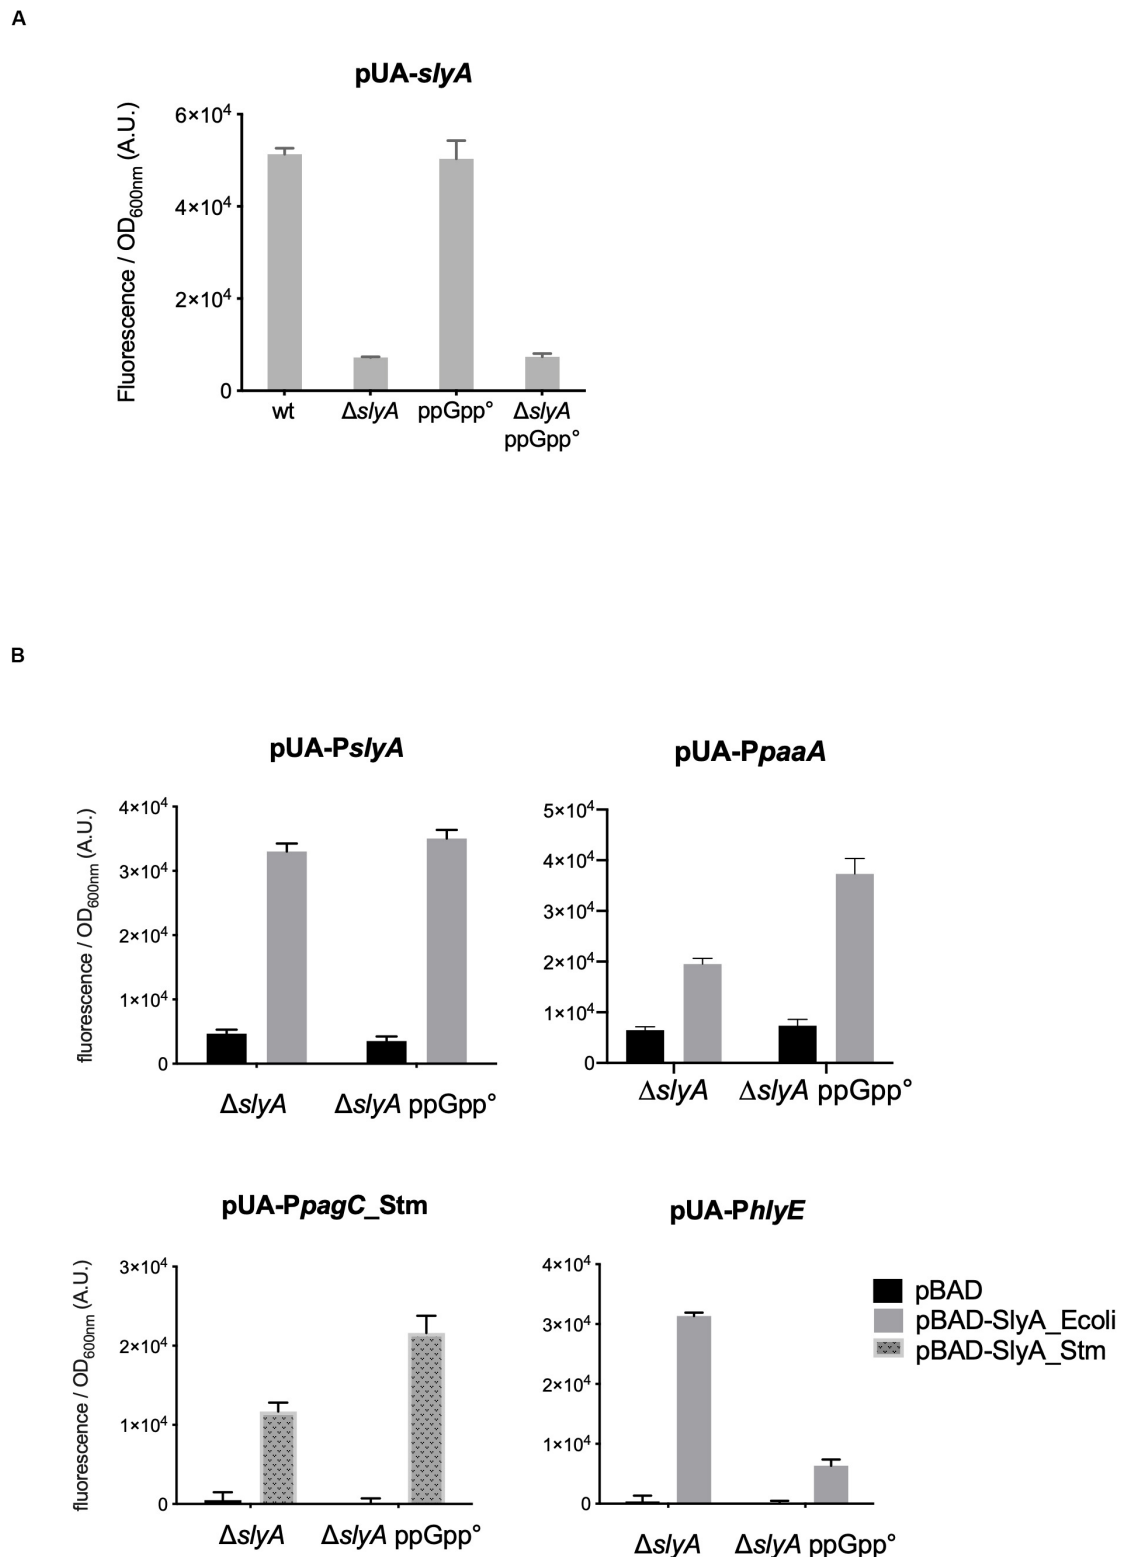 A
pUA-slyA
Fluorescence / OD600nm (A.U.)
6×10⁴
4×10⁴
2×10⁴
0
wt
ΔslyA
ppGpp°
ΔslyA
ppGpp°
B
pUA-PslyA
fluorescence / OD600nm (A.U.)
4×10⁴
3×10⁴
2×10⁴
1×10⁴
0
ΔslyA
ΔslyA ppGpp°
pUA-PpaaA
5×10⁴
4×10⁴
3×10⁴
2×10⁴
1×10⁴
0
ΔslyA
ΔslyA ppGpp°
pUA-PpagC_Stm
fluorescence / OD600nm (A.U.)
3×10⁴
2×10⁴
1×10⁴
0
ΔslyA
ΔslyA ppGpp°
pUA-PhlyE
4×10⁴
3×10⁴
2×10⁴
1×10⁴
0
ΔslyA
ΔslyA ppGpp°
pBAD
pBAD-SlyA_Ecoli
pBAD-SlyA_Stm